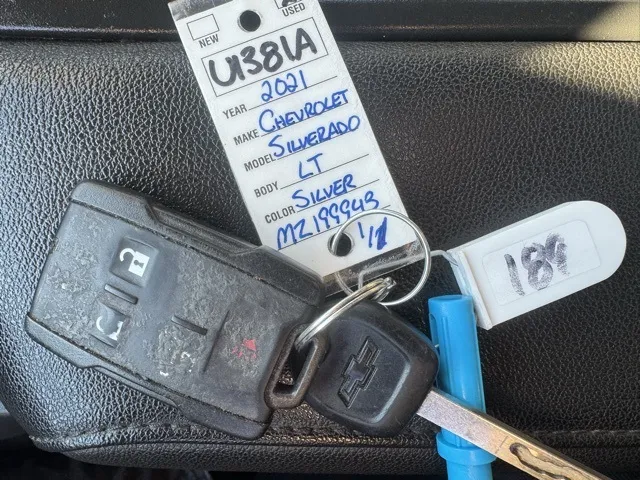 NEW
USED
U1381A
YEAR 2021
MAKE CHEVROLET
MODEL SILVERADO
BODY LT
COLOR SILVER
MZ199943
1/1
189